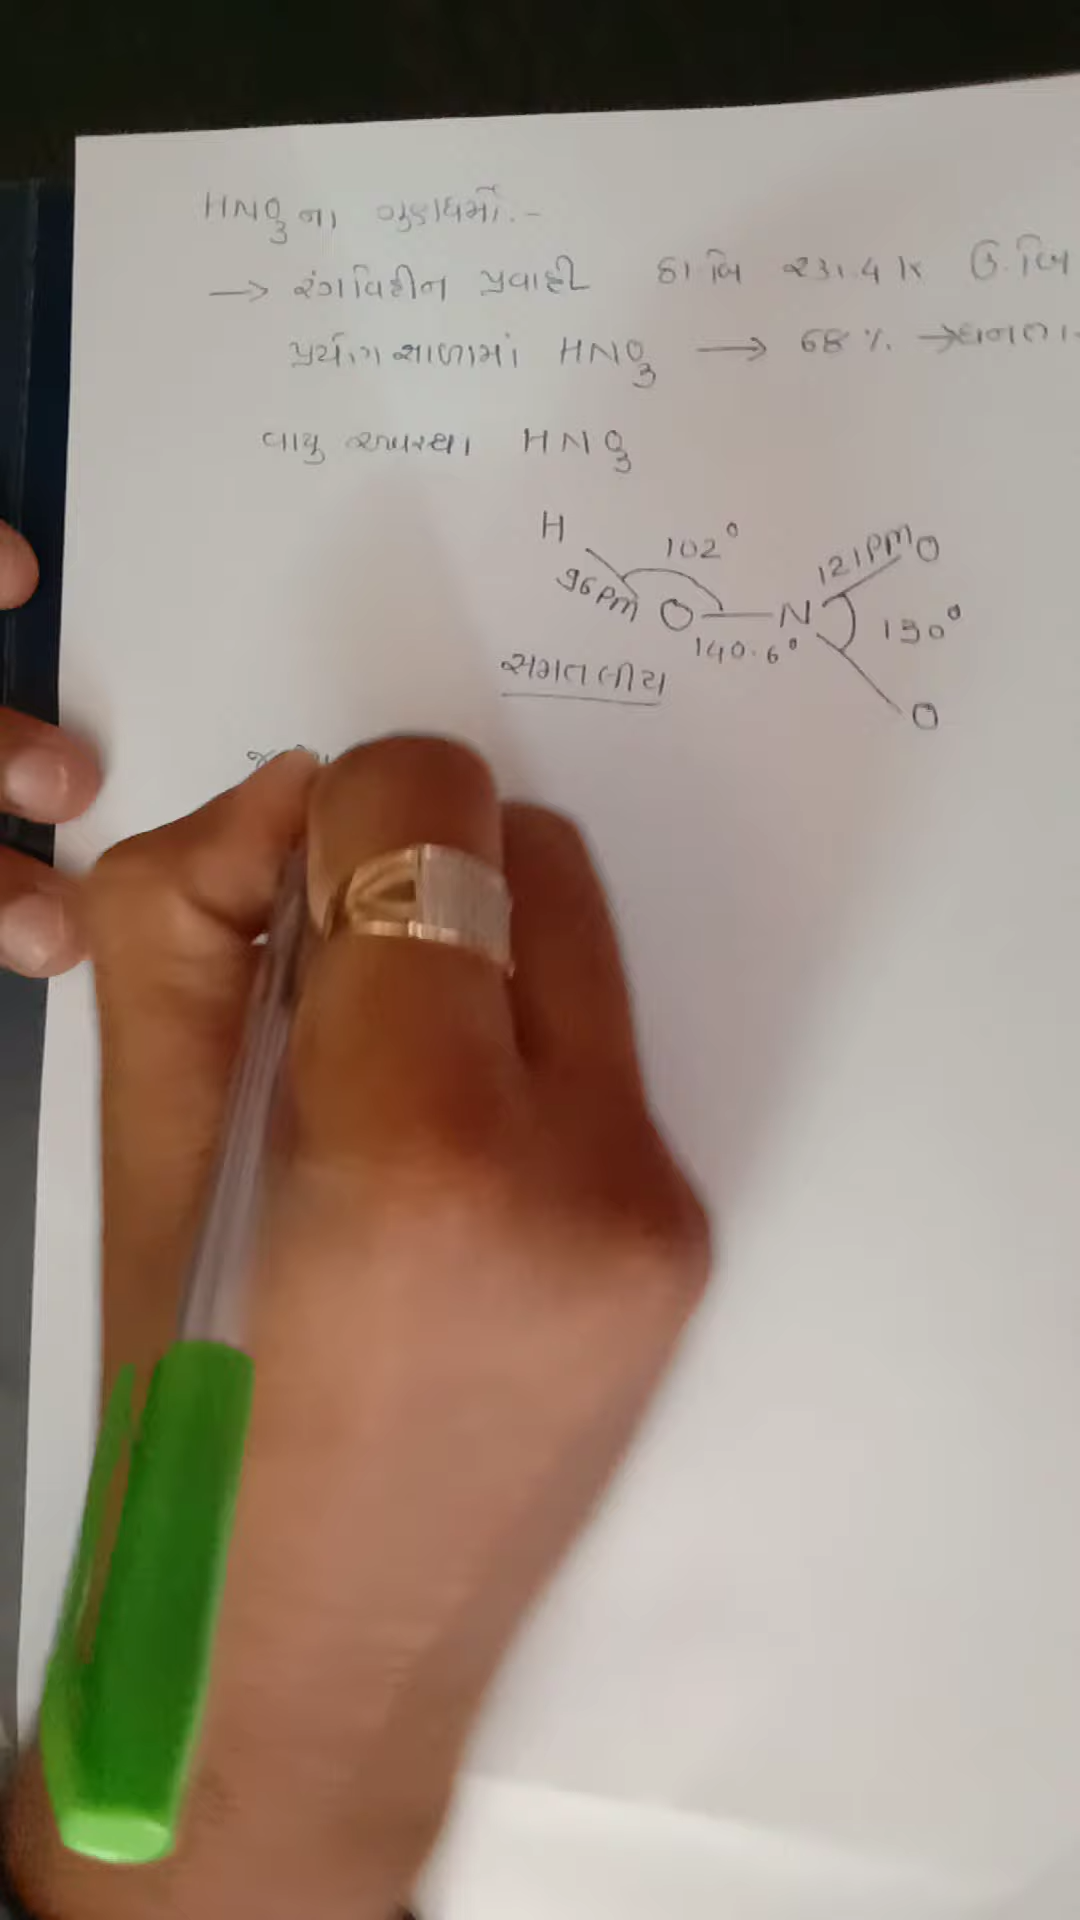 HNO3 ના ગુણધર્મો.-
→ રંગવિહીન પ્રવાહી ઠા.બિ 231.4 K ઉ.બિ
પ્રયોગશાળામાં HNO3 → 68 % → ઘનતા
વાયુ અવસ્થા HNO3
H 102° 121PM O
96PM O N 130°
140.6°
સમતલીય
O